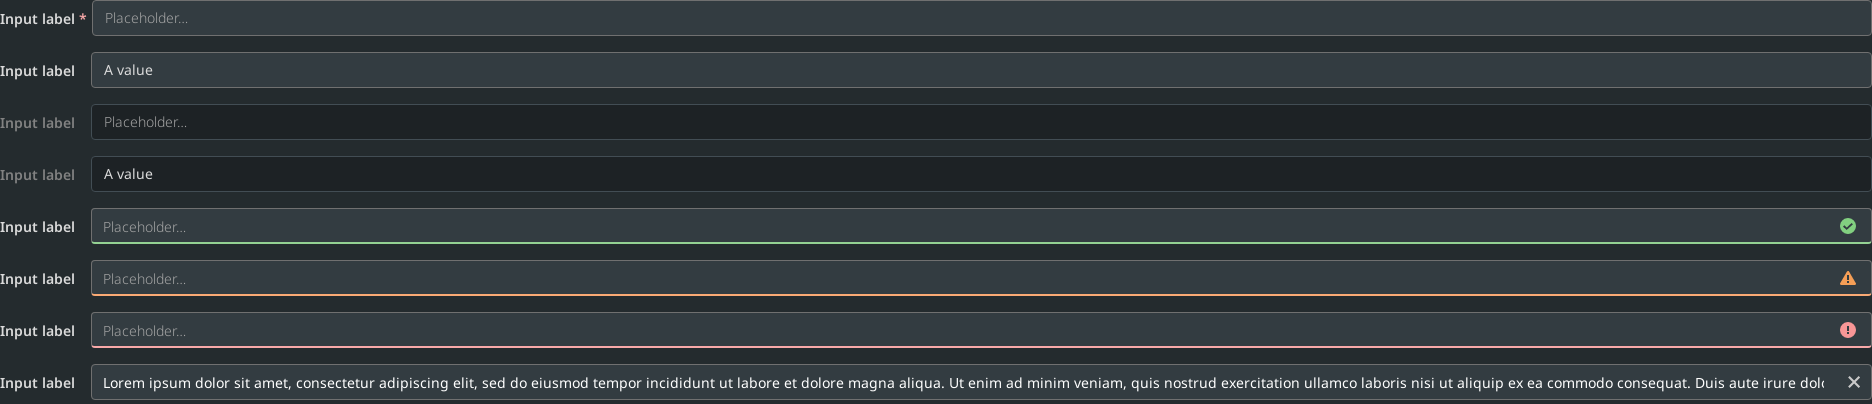 Input label * Placeholder...
Input label A value
Input label Placeholder...
Input label A value
Input label Placeholder...
Input label Placeholder...
Input label Placeholder...
Input label Lorem ipsum dolor sit amet, consectetur adipiscing elit, sed do eiusmod tempor incididunt ut labore et dolore magna aliqua. Ut enim ad minim veniam, quis nostrud exercitation ullamco laboris nisi ut aliquip ex ea commodo consequat. Duis aute irure